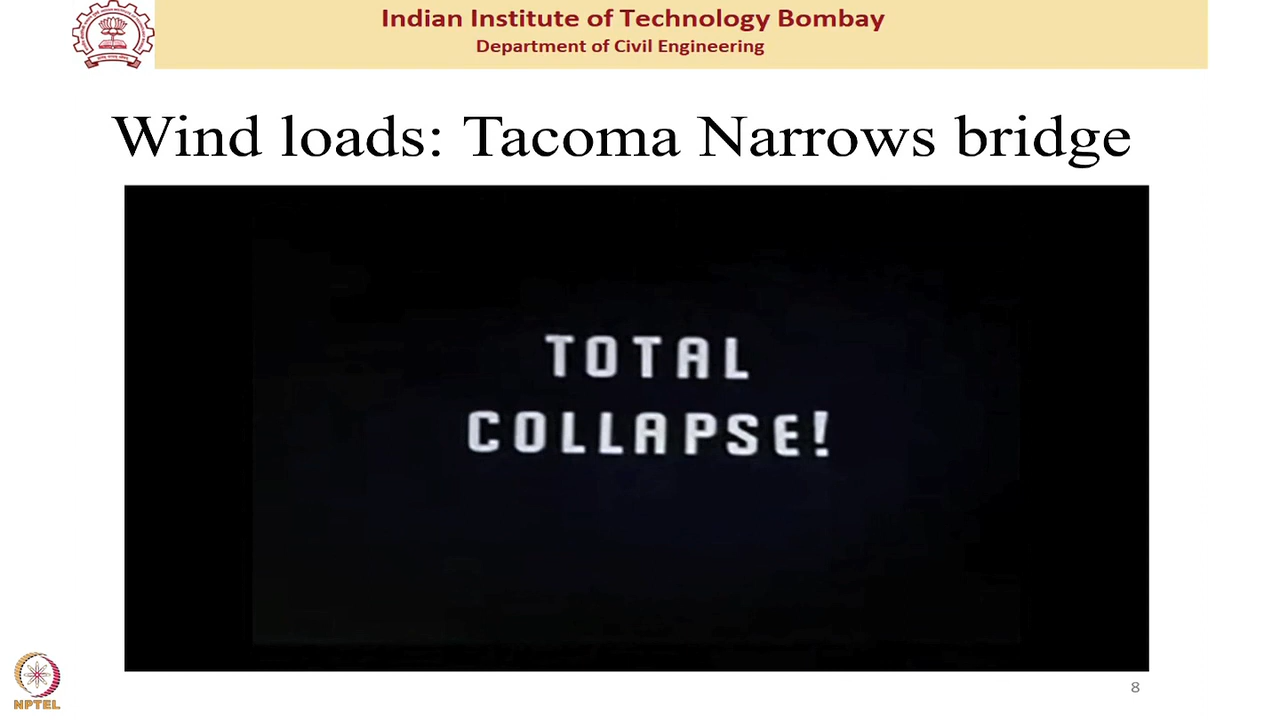 Indian Institute of Technology Bombay
Department of Civil Engineering
Wind loads: Tacoma Narrows bridge
TOTAL
COLLAPSE!
8
NPTEL